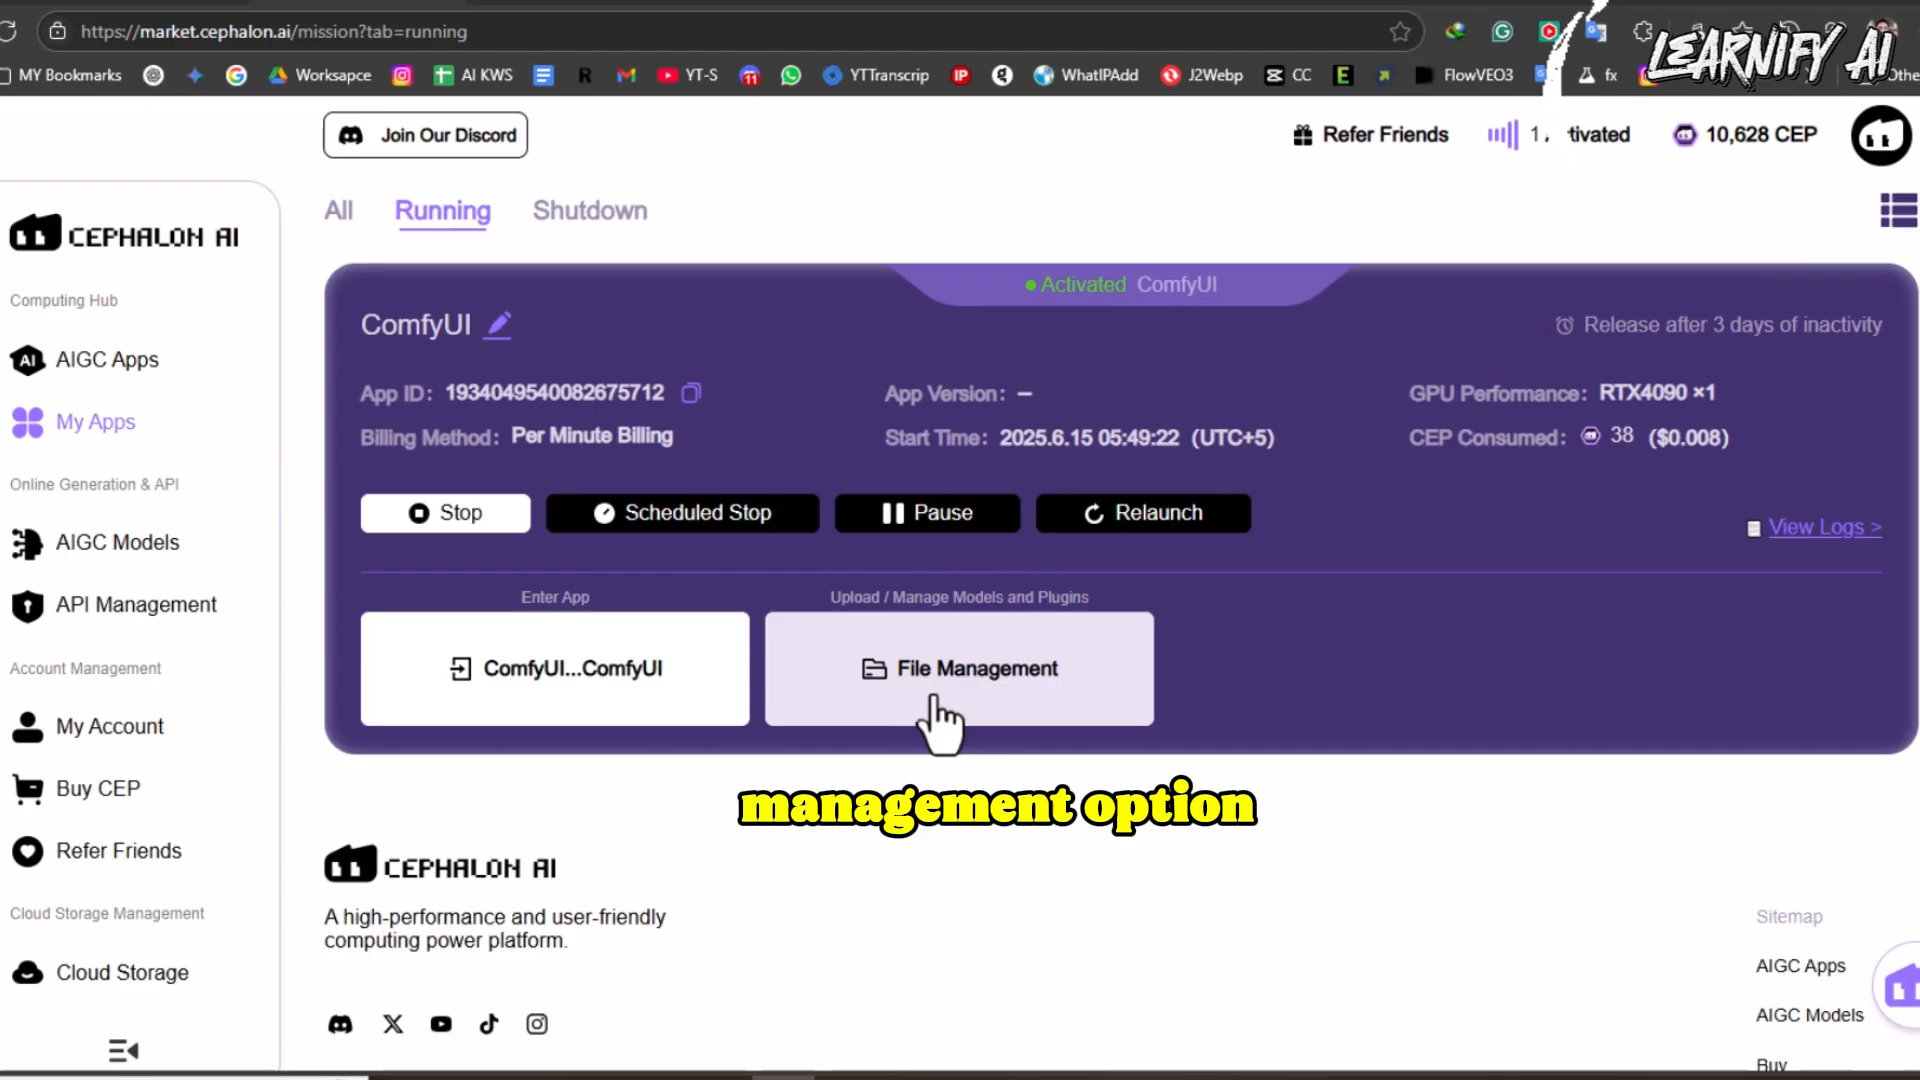 https://market.cephalon.ai/mission?tab=running
LEARNIFY AI
MY Bookmarks
Worksapce
AI KWS
YT-S
YTTranscrip
WhatIPAdd
J2Webp
CC
FlowVEO3
fx
Join Our Discord
Refer Friends
10,628 CEP
All
Running
Shutdown
CEPHALON AI
Computing Hub
AIGC Apps
My Apps
Online Generation & API
AIGC Models
API Management
Account Management
My Account
Buy CEP
Refer Friends
Cloud Storage Management
Cloud Storage
Activated ComfyUI
ComfyUI
Release after 3 days of inactivity
App ID: 1934049540082675712
App Version: –
GPU Performance: RTX4090 ×1
Billing Method: Per Minute Billing
Start Time: 2025.6.15 05:49:22 (UTC+5)
CEP Consumed: 38 ($0.008)
Stop
Scheduled Stop
Pause
Relaunch
View Logs >
Enter App
Upload / Manage Models and Plugins
ComfyUI...ComfyUI
File Management
management option
CEPHALON AI
A high-performance and user-friendly
computing power platform.
Sitemap
AIGC Apps
AIGC Models
Buy